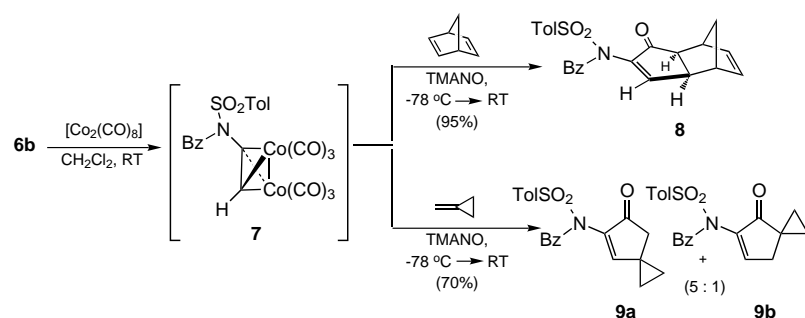 6b
[Co2(CO)8]
CH2Cl2, RT
SO2Tol
N
Bz
Co(CO)3
Co(CO)3
H
7
TMANO,
-78 oC → RT
(95%)
TolSO2
N
Bz
O
H
H
H
8
TMANO,
-78 oC → RT
(70%)
TolSO2
N
Bz
O
9a
+
(5 : 1)
TolSO2
N
Bz
O
9b